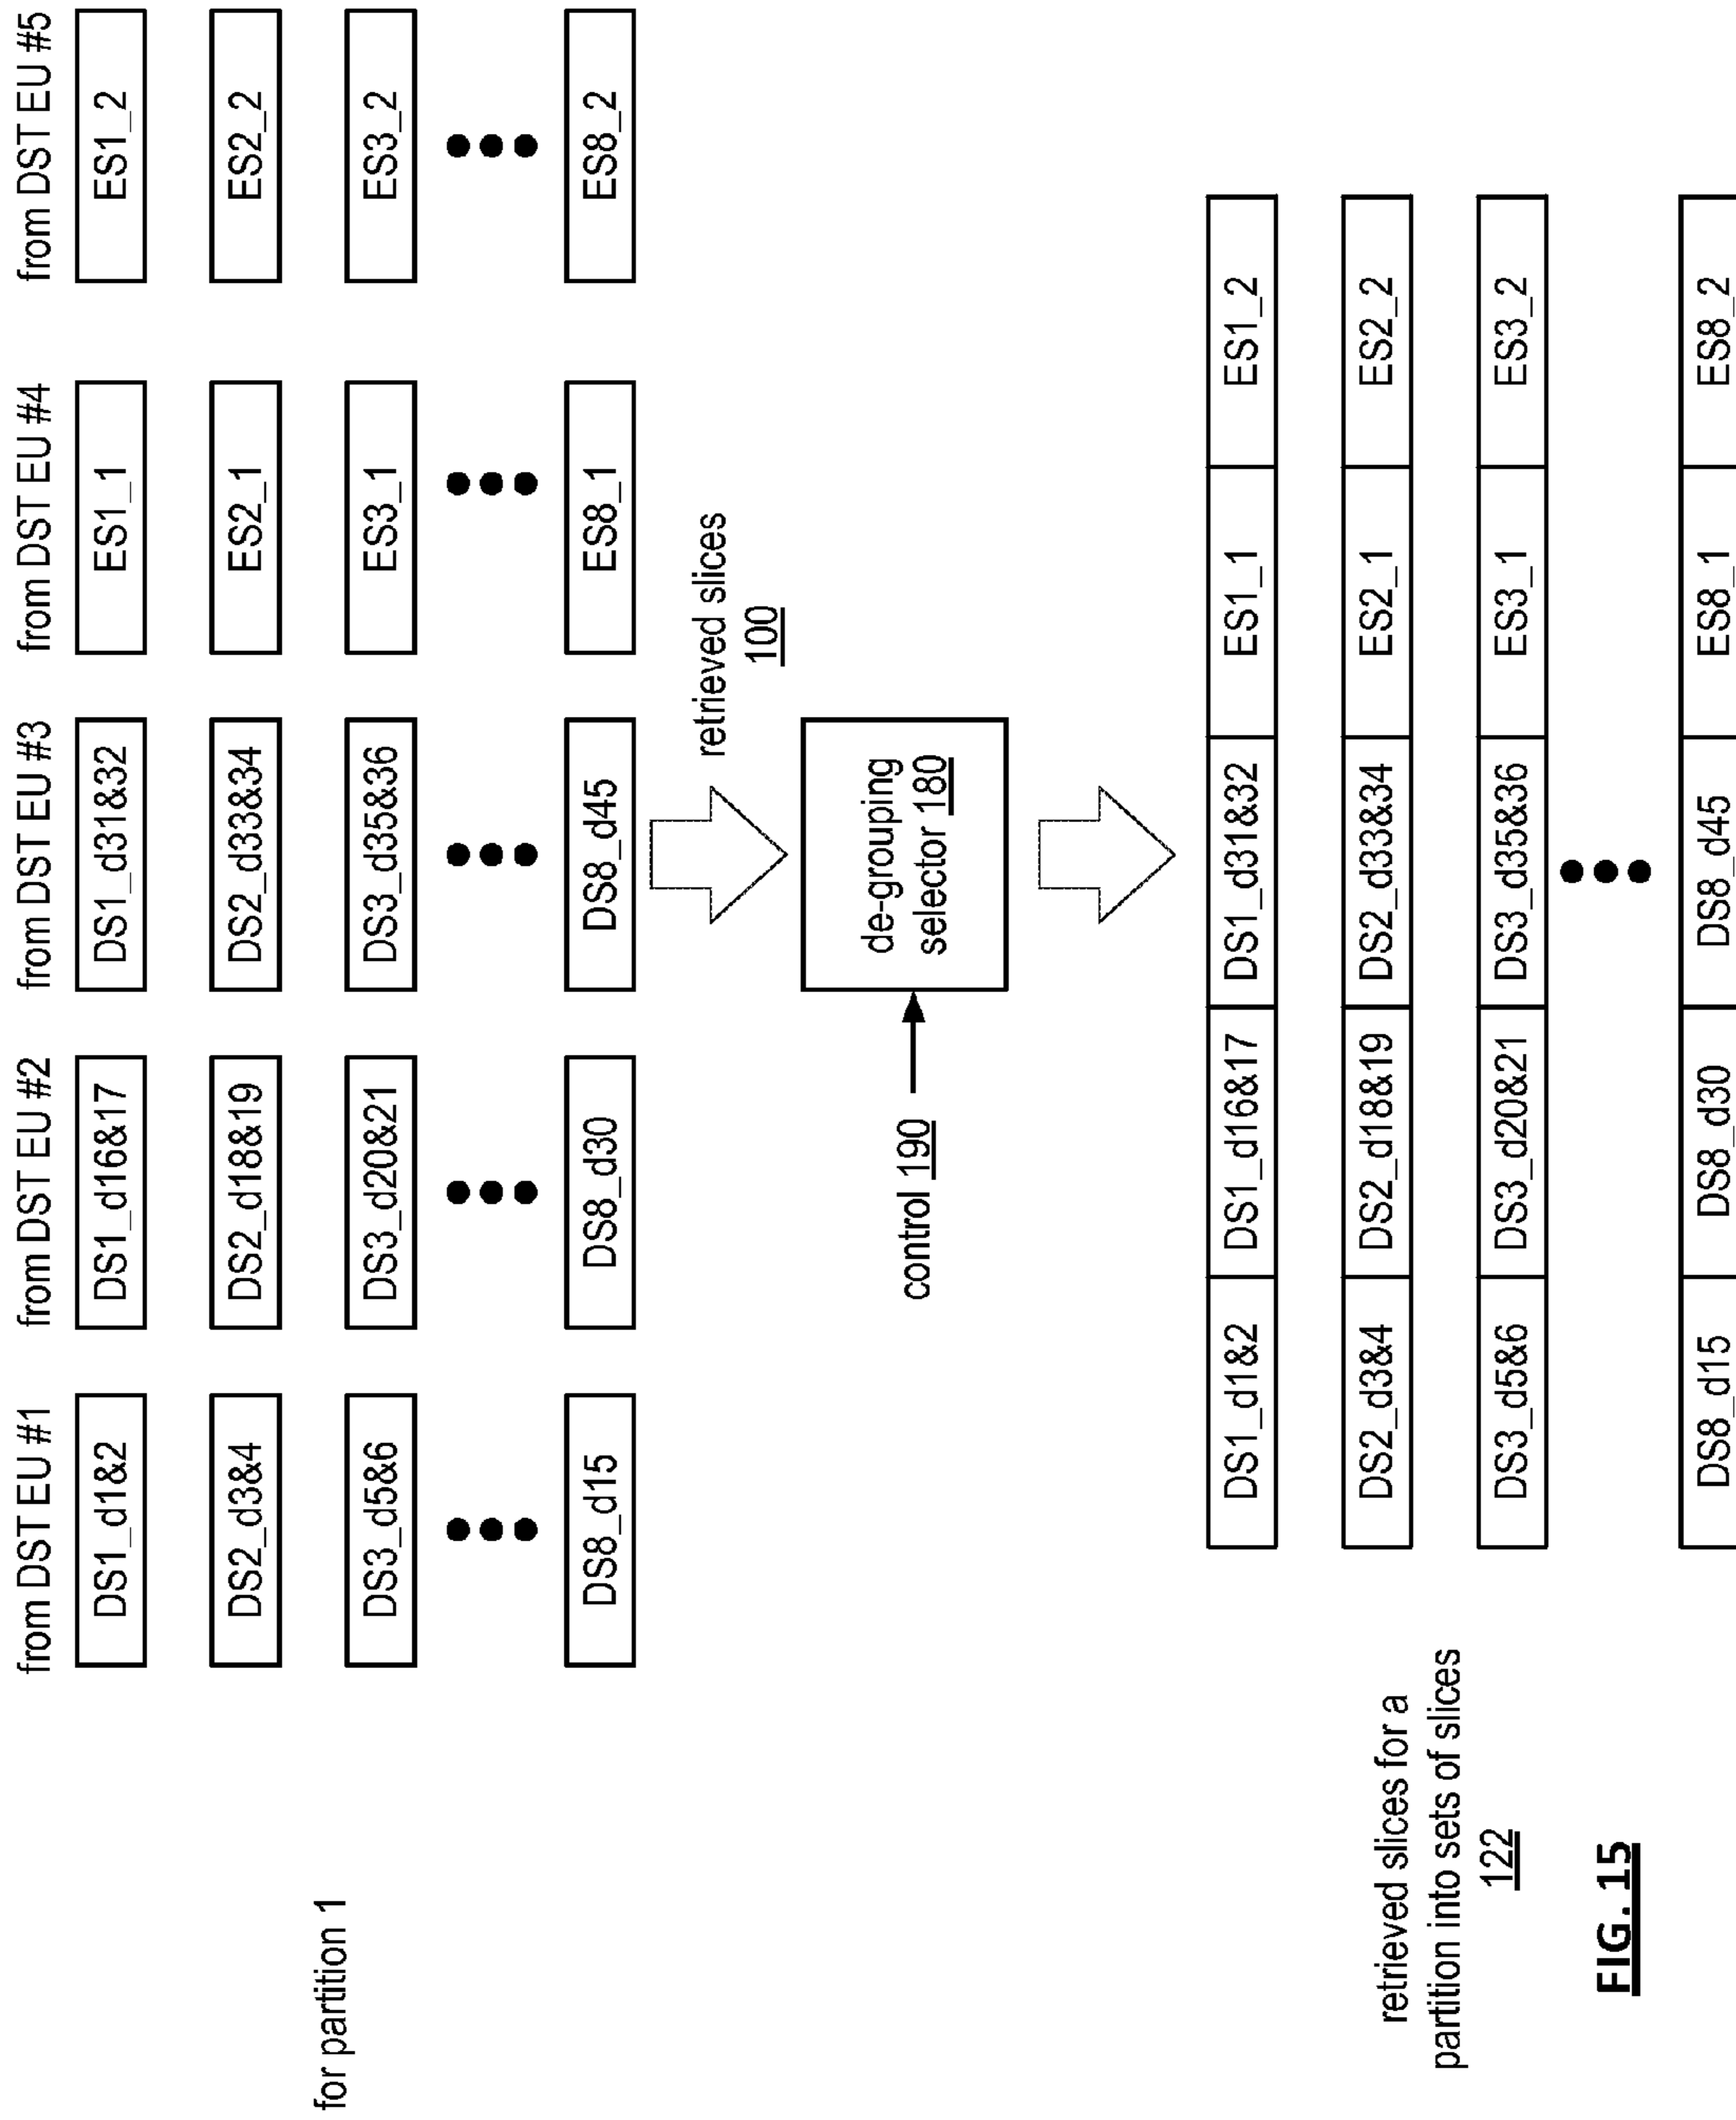 from DST EU #1
from DST EU #2
from DST EU #3
from DST EU #4
from DST EU #5
for partition 1
DS1_d1&2
DS1_d16&17
DS1_d31&32
ES1_1
ES1_2
DS2_d3&4
DS2_d18&19
DS2_d33&34
ES2_1
ES2_2
DS3_d5&6
DS3_d20&21
DS3_d35&36
ES3_1
ES3_2
DS8_d15
DS8_d30
DS8_d45
ES8_1
ES8_2
retrieved slices
100
control 190
de-grouping
selector 180
retrieved slices for a
partition into sets of slices
122
DS1_d1&2
DS1_d16&17
DS1_d31&32
ES1_1
ES1_2
DS2_d3&4
DS2_d18&19
DS2_d33&34
ES2_1
ES2_2
DS3_d5&6
DS3_d20&21
DS3_d35&36
ES3_1
ES3_2
DS8_d15
DS8_d30
DS8_d45
ES8_1
ES8_2
FIG. 15